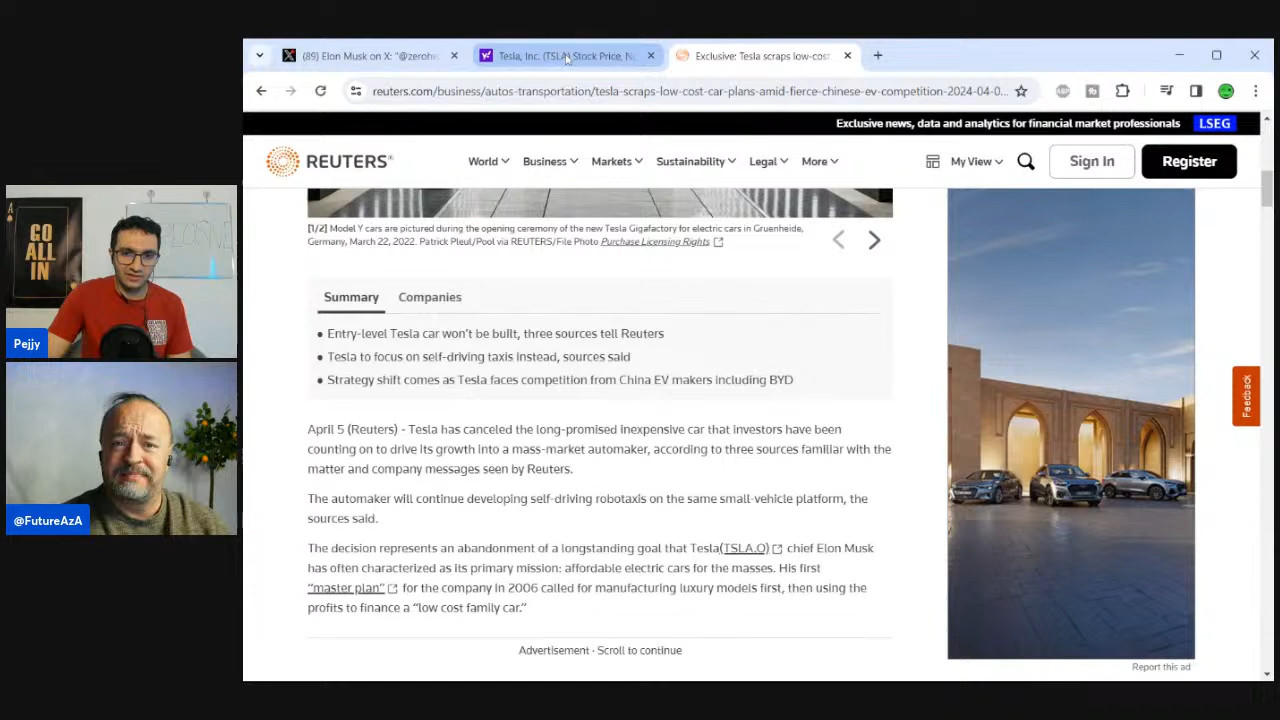 (89) Elon Musk on X: "@zerohe
Tesla, Inc. (TSLA) Stock Price, N
Exclusive: Tesla scraps low-cost
reuters.com/business/autos-transportation/tesla-scraps-low-cost-car-plans-amid-fierce-chinese-ev-competition-2024-04-0...
Exclusive news, data and analytics for financial market professionals LSEG
REUTERS
World Business Markets Sustainability Legal More
My View
Sign In
Register
[1/2] Model Y cars are pictured during the opening ceremony of the new Tesla Gigafactory for electric cars in Gruenheide,
Germany, March 22, 2022. Patrick Pleul/Pool via REUTERS/File Photo Purchase Licensing Rights
Summary Companies
• Entry-level Tesla car won't be built, three sources tell Reuters
• Tesla to focus on self-driving taxis instead, sources said
• Strategy shift comes as Tesla faces competition from China EV makers including BYD
April 5 (Reuters) - Tesla has canceled the long-promised inexpensive car that investors have been
counting on to drive its growth into a mass-market automaker, according to three sources familiar with the
matter and company messages seen by Reuters.
The automaker will continue developing self-driving robotaxis on the same small-vehicle platform, the
sources said.
The decision represents an abandonment of a longstanding goal that Tesla(TSLA.O) chief Elon Musk
has often characterized as its primary mission: affordable electric cars for the masses. His first
"master plan" for the company in 2006 called for manufacturing luxury models first, then using the
profits to finance a "low cost family car."
Advertisement · Scroll to continue
Report this ad
Feedback
GO
ALL
IN
Pejjy
@FutureAzA